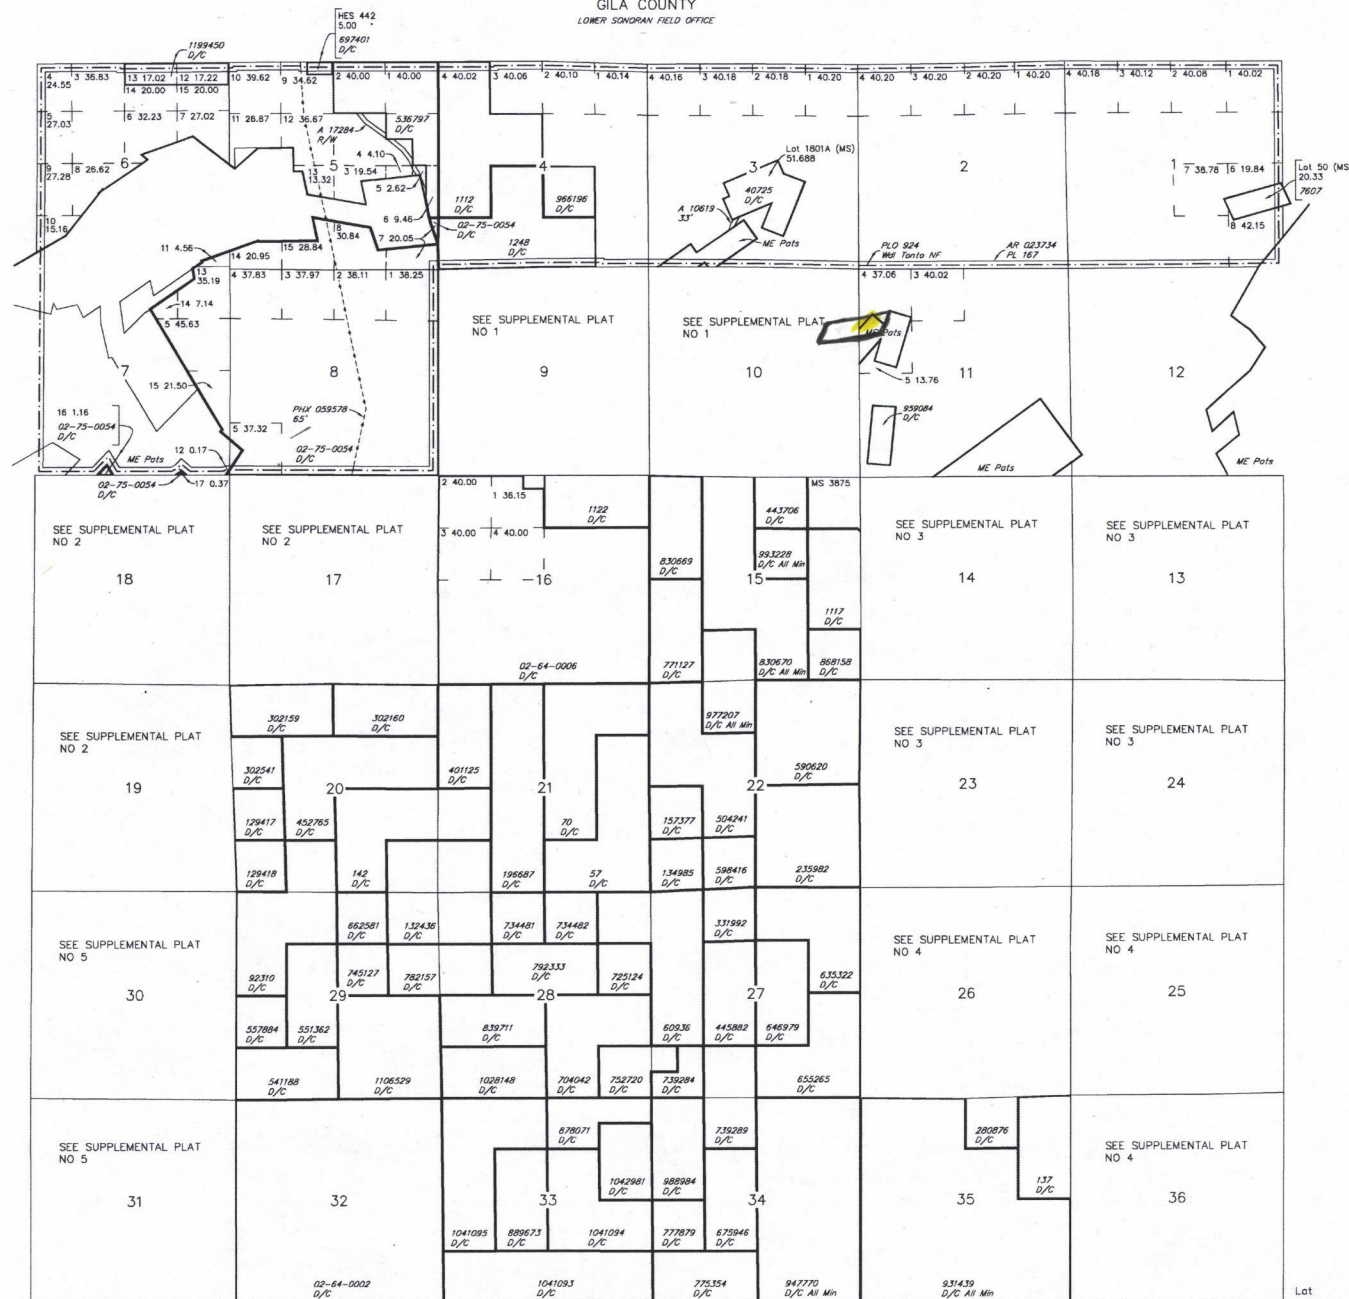 GILA COUNTY
LOWER SONORAN FIELD OFFICE
HES 442
5.00
697401
D/C
1199450
D/C
4
24.55
3 36.83
13 17.02
12 17.22
10 39.62
9 34.62
2 40.00
1 40.00
4 40.02
3 40.06
2 40.10
1 40.14
4 40.16
3 40.18
2 40.18
1 40.20
4 40.20
3 40.20
2 40.20
1 40.20
4 40.18
3 40.12
2 40.08
1 40.02
14 20.00
15 20.00
5
27.03
6 32.23
7 27.02
11 26.87
12 36.67
A 17284
R/W
536797
D/C
9
27.28
8 26.62
6
13
13.32
5
3 19.54
4 4.10
5 2.62
4
3
Lot 1801A (MS)
51.688
40725
D/C
2
1
7 38.78
6 19.84
Lot 50 (MS
20.33
7607
8 42.15
10
15.16
1112
D/C
966196
D/C
A 10619
33'
ME Pats
6 9.46
8
30.84
7 20.05
02-75-0054
D/C
1248
D/C
PLO 924
Wdl Tonto NF
AR 023734
PL 167
11 4.56
14 20.95
15 28.84
13
35.19
4 37.83
3 37.97
2 38.11
1 38.25
4 37.06
3 40.02
14 7.14
5 45.63
SEE SUPPLEMENTAL PLAT
NO 1
SEE SUPPLEMENTAL PLAT
NO 1
ME Pats
7
15 21.50
8
9
10
5 13.76
11
12
16 1.16
02-75-0054
D/C
PHX 059578
65'
5 37.32
02-75-0054
D/C
959084
D/C
ME Pats
12 0.17
ME Pats
ME Pats
02-75-0054
D/C
17 0.37
2 40.00
1 36.15
MS 3875
SEE SUPPLEMENTAL PLAT
NO 2
SEE SUPPLEMENTAL PLAT
NO 2
1122
D/C
443706
D/C
SEE SUPPLEMENTAL PLAT
NO 3
SEE SUPPLEMENTAL PLAT
NO 3
3 40.00
4 40.00
830669
D/C
993228
D/C All Min
18
17
16
15
14
13
1117
D/C
02-64-0006
D/C
771127
D/C
830670
D/C All Min
868158
D/C
302159
D/C
302160
D/C
977207
D/C All Min
SEE SUPPLEMENTAL PLAT
NO 2
SEE SUPPLEMENTAL PLAT
NO 3
SEE SUPPLEMENTAL PLAT
NO 3
302541
D/C
401125
D/C
590620
D/C
19
20
21
22
23
24
129417
D/C
452765
D/C
70
D/C
157377
D/C
504241
D/C
129418
D/C
142
D/C
196687
D/C
57
D/C
134985
D/C
598416
D/C
235982
D/C
662581
D/C
132436
D/C
734481
D/C
734482
D/C
331992
D/C
SEE SUPPLEMENTAL PLAT
NO 5
SEE SUPPLEMENTAL PLAT
NO 4
SEE SUPPLEMENTAL PLAT
NO 4
92310
D/C
745127
D/C
782157
D/C
792333
D/C
725124
D/C
635322
D/C
30
29
28
27
26
25
557884
D/C
551362
D/C
839711
D/C
60936
D/C
445882
D/C
646979
D/C
541188
D/C
1106529
D/C
1028148
D/C
704042
D/C
752720
D/C
739284
D/C
655265
D/C
878071
D/C
739289
D/C
280876
D/C
SEE SUPPLEMENTAL PLAT
NO 5
SEE SUPPLEMENTAL PLAT
NO 4
1042981
D/C
988984
D/C
137
D/C
31
32
33
34
35
36
1041095
D/C
889673
D/C
1041094
D/C
777879
D/C
675946
D/C
02-64-0002
D/C
1041093
D/C
775354
D/C
947770
D/C All Min
931439
D/C All Min
Lot